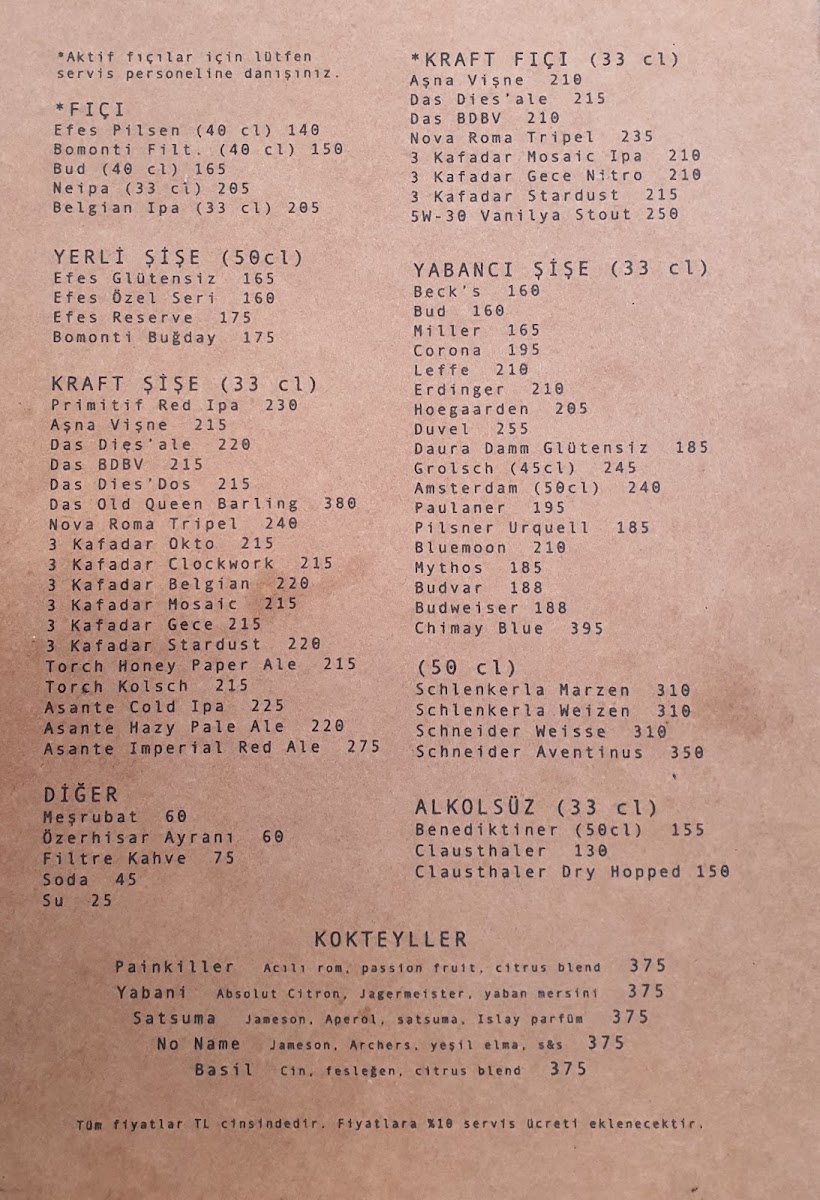 *Aktif fıçılar için lütfen
servis personeline danışınız.
*FIÇI
Efes Pilsen (40 cl) 140
Bomonti Filt. (40 cl) 150
Bud (40 cl) 165
Neipa (33 cl) 205
Belgian Ipa (33 cl) 205
YERLİ ŞİŞE (50cl)
Efes Glütensiz 165
Efes Özel Seri 160
Efes Reserve 175
Bomonti Buğday 175
KRAFT ŞİŞE (33 cl)
Primitif Red Ipa 230
Aşna Vişne 215
Das Dies'ale 220
Das BDBV 215
Das Dies'Dos 215
Das Old Queen Barling 380
Nova Roma Tripel 240
3 Kafadar Okto 215
3 Kafadar Clockwork 215
3 Kafadar Belgian 220
3 Kafadar Mosaic 215
3 Kafadar Gece 215
3 Kafadar Stardust 220
Torch Honey Paper Ale 215
Torch Kolsch 215
Asante Cold Ipa 225
Asante Hazy Pale Ale 220
Asante Imperial Red Ale 275
DİĞER
Meşrubat 60
Özerhisar Ayranı 60
Filtre Kahve 75
Soda 45
Su 25
*KRAFT FIÇI (33 cl)
Aşna Vişne 210
Das Dies'ale 215
Das BDBV 210
Nova Roma Tripel 235
3 Kafadar Mosaic Ipa 210
3 Kafadar Gece Nitro 210
3 Kafadar Stardust 215
5W-30 Vanilya Stout 250
YABANCI ŞİŞE (33 cl)
Beck's 160
Bud 160
Miller 165
Corona 195
Leffe 210
Erdinger 210
Hoegaarden 205
Duvel 255
Daura Damm Glütensiz 185
Grolsch (45cl) 245
Amsterdam (50cl) 240
Paulaner 195
Pilsner Urquell 185
Bluemoon 210
Mythos 185
Budvar 188
Budweiser 188
Chimay Blue 395
(50 cl)
Schlenkerla Marzen 310
Schlenkerla Weizen 310
Schneider Weisse 310
Schneider Aventinus 350
ALKOLSÜZ (33 cl)
Benediktiner (50cl) 155
Clausthaler 130
Clausthaler Dry Hopped 150
KOKTEYLLER
Painkiller Acılı rom, passion fruit, citrus blend 375
Yabani Absolut Citron, Jagermeister, yaban mersini 375
Satsuma Jameson, Aperol, satsuma, Islay parfüm 375
No Name Jameson, Archers, yeşil elma, s&s 375
Basil Cin, fesleğen, citrus blend 375
Tüm fiyatlar TL cinsindedir. Fiyatlara %10 servis ücreti eklenecektir.